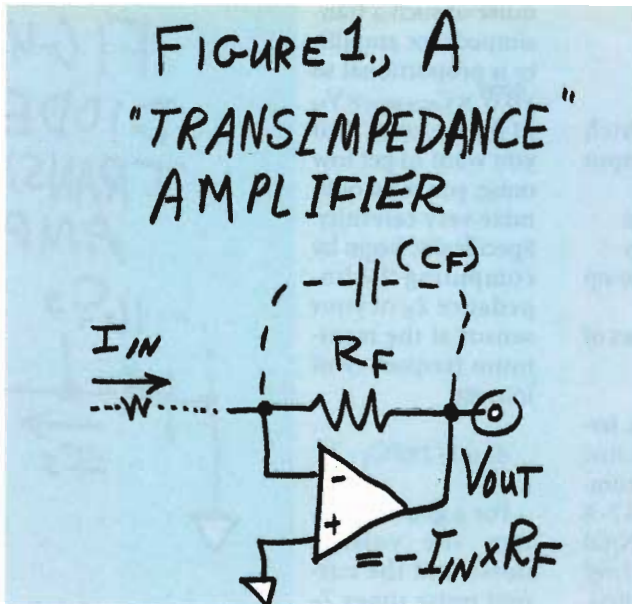 FIGURE 1., A
"TRANSIMPEDANCE"
AMPLIFIER
(CF)
IIN
RF
-
+
VOUT
= -IIN×RF